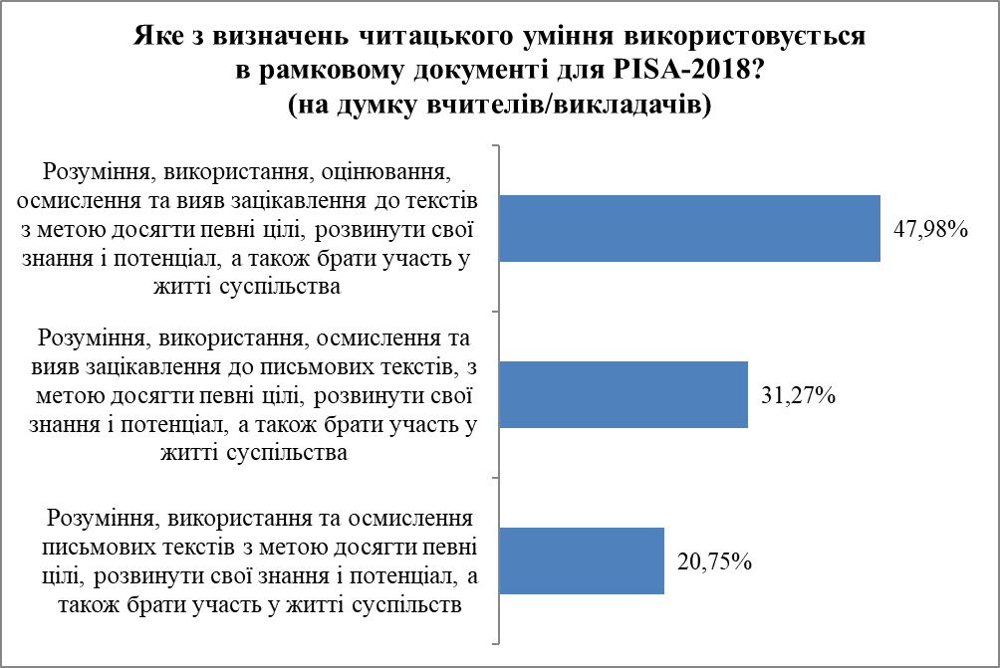 Яке з визначень читацького уміння використовується
в рамковому документі для PISA-2018?
(на думку вчителів/викладачів)
Розуміння, використання, оцінювання,
осмислення та вияв зацікавлення до текстів
з метою досягти певні цілі, розвинути свої
знання і потенціал, а також брати участь у
житті суспільства
47,98%
Розуміння, використання, осмислення та
вияв зацікавлення до письмових текстів, з
метою досягти певні цілі, розвинути свої
знання і потенціал, а також брати участь у
житті суспільства
31,27%
Розуміння, використання та осмислення
письмових текстів з метою досягти певні
цілі, розвинути свої знання і потенціал, а
також брати участь у житті суспільств
20,75%